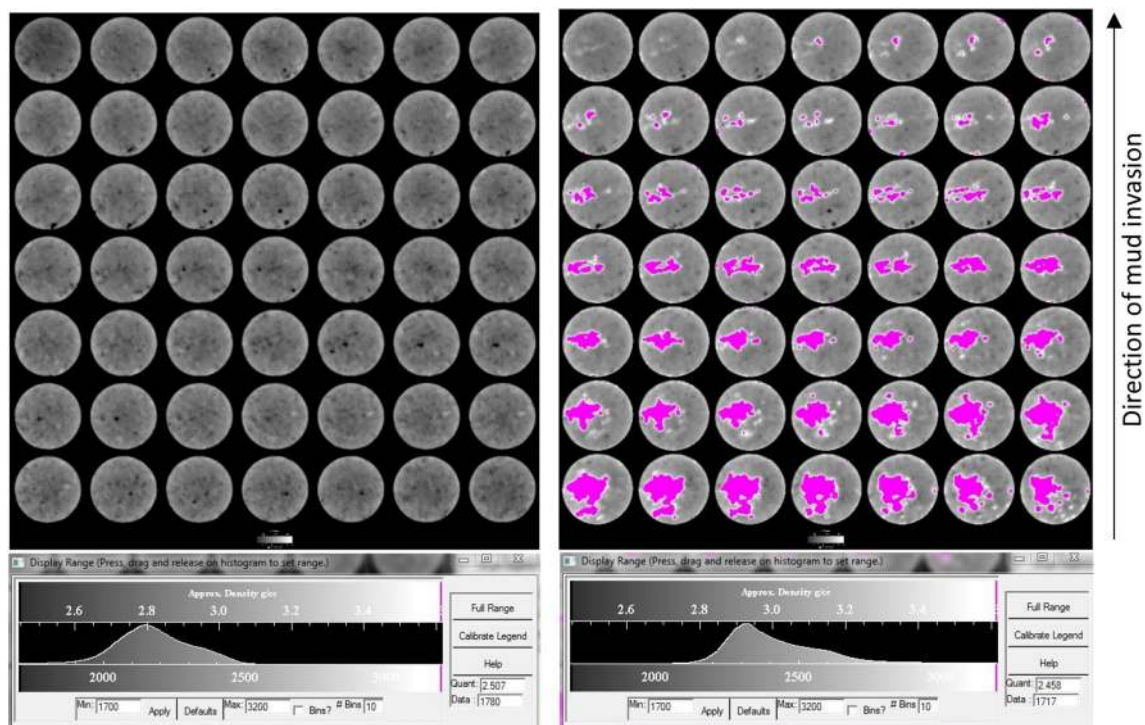 Direction of mud invasion
Display Range (Press, drag and release on histogram to set range.)
Approx. Density g/cc
2.6 2.8 3.0 3.2 3.4
2000 2500 3000
Full Range
Calibrate Legend
Help
Quant: 2.507
Data: 1780
Min: 1700 Apply Defaults Max: 3200 Bins? # Bins 10
Display Range (Press, drag and release on histogram to set range.)
Approx. Density g/cc
2.6 2.8 3.0 3.2 3.4
2000 2500 3000
Full Range
Calibrate Legend
Help
Quant: 2.458
Data: 1717
Min: 1700 Apply Defaults Max: 3200 Bins? # Bins 10